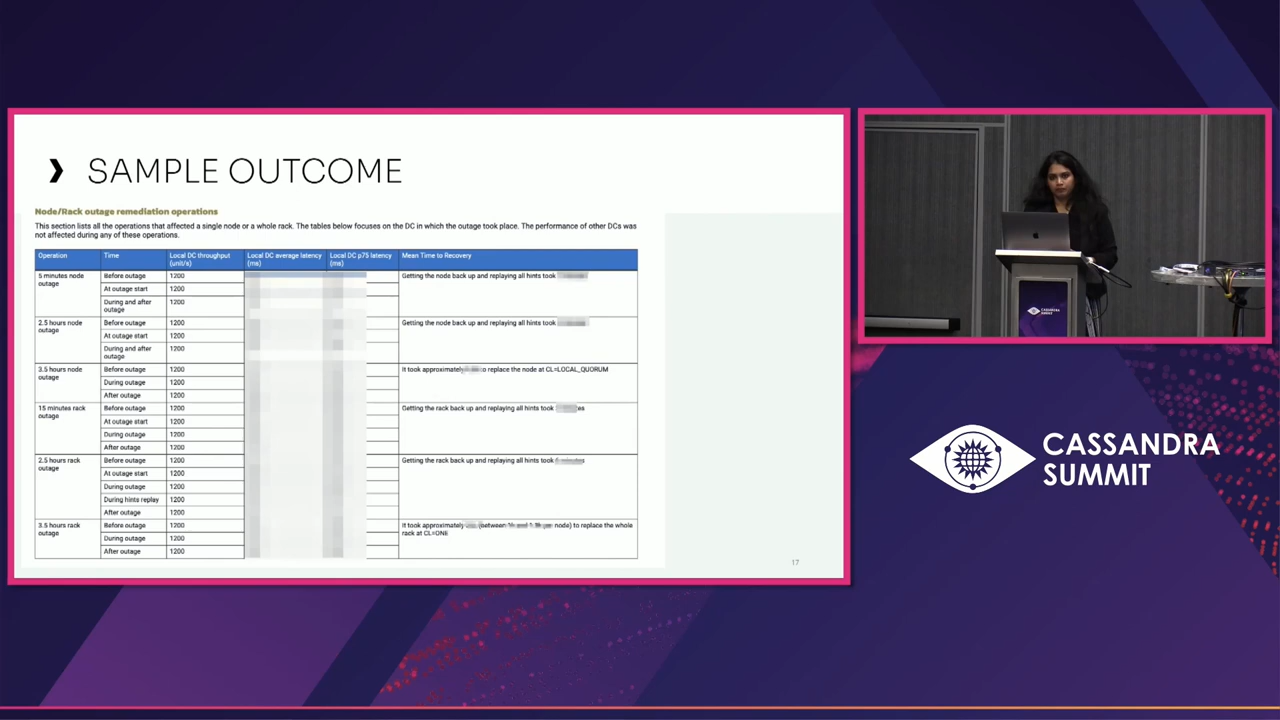 ❯ SAMPLE OUTCOME
Node/Rack outage remediation operations
This section lists all the operations that affected a single node or a whole rack. The tables below focuses on the DC in which the outage took place. The performance of other DCs was
not affected during any of these operations.
Operation Time Local DC throughput (unit/s) Local DC average latency (ms) Local DC p75 latency (ms) Mean Time to Recovery
5 minutes node outage Before outage 1200 Getting the node back up and replaying all hints took
At outage start 1200
During and after outage 1200
2.5 hours node outage Before outage 1200 Getting the node back up and replaying all hints took
At outage start 1200
During and after outage 1200
3.5 hours node outage Before outage 1200 It took approximately to replace the node at CL=LOCAL_QUORUM
During outage 1200
After outage 1200
15 minutes rack outage Before outage 1200 Getting the rack back up and replaying all hints took
At outage start 1200
During outage 1200
After outage 1200
2.5 hours rack outage Before outage 1200 Getting the rack back up and replaying all hints took
At outage start 1200
During outage 1200
During hints replay 1200
After outage 1200
3.5 hours rack outage Before outage 1200 It took approximately (between node) to replace the whole rack at CL=ONE
During outage 1200
After outage 1200
17
CASSANDRA
SUMMIT
CASSANDRA
SUMMIT